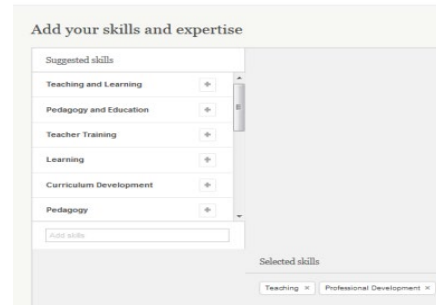 Add your skills and expertise
Suggested skills
Teaching and Learning
Pedagogy and Education
Teacher Training
Learning
Curriculum Development
Pedagogy
Add skills
Selected skills
Teaching ×
Professional Development ×